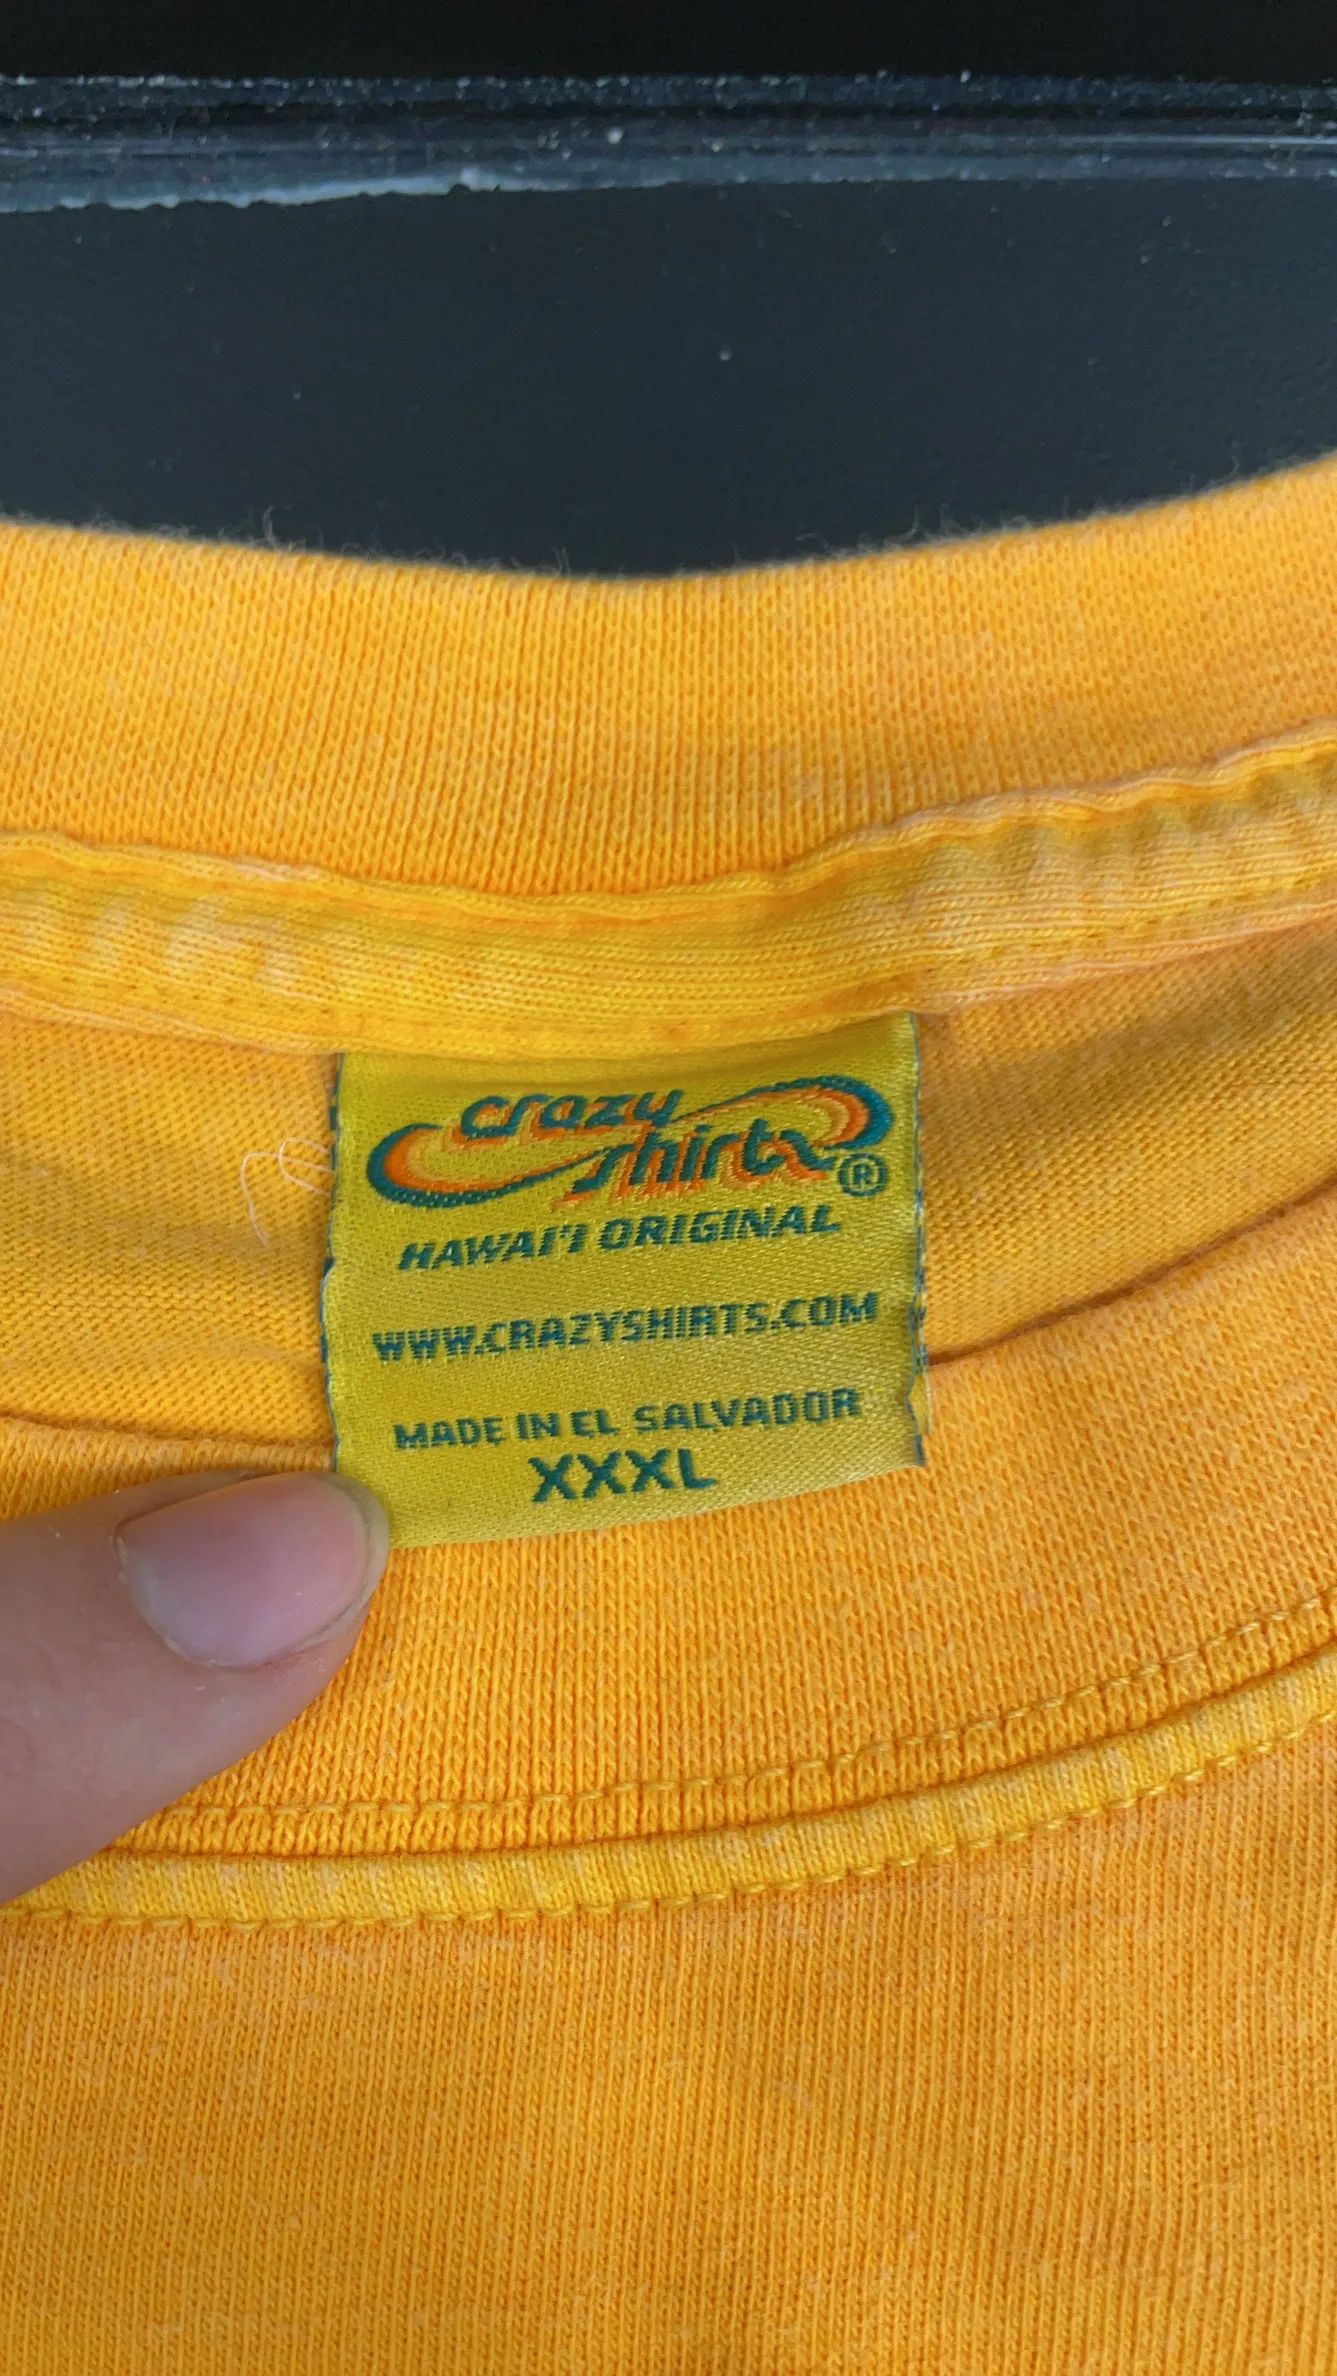 crazy
shirts®
HAWAI'I ORIGINAL
WWW.CRAZYSHIRTS.COM
MADE IN EL SALVADOR
XXXL